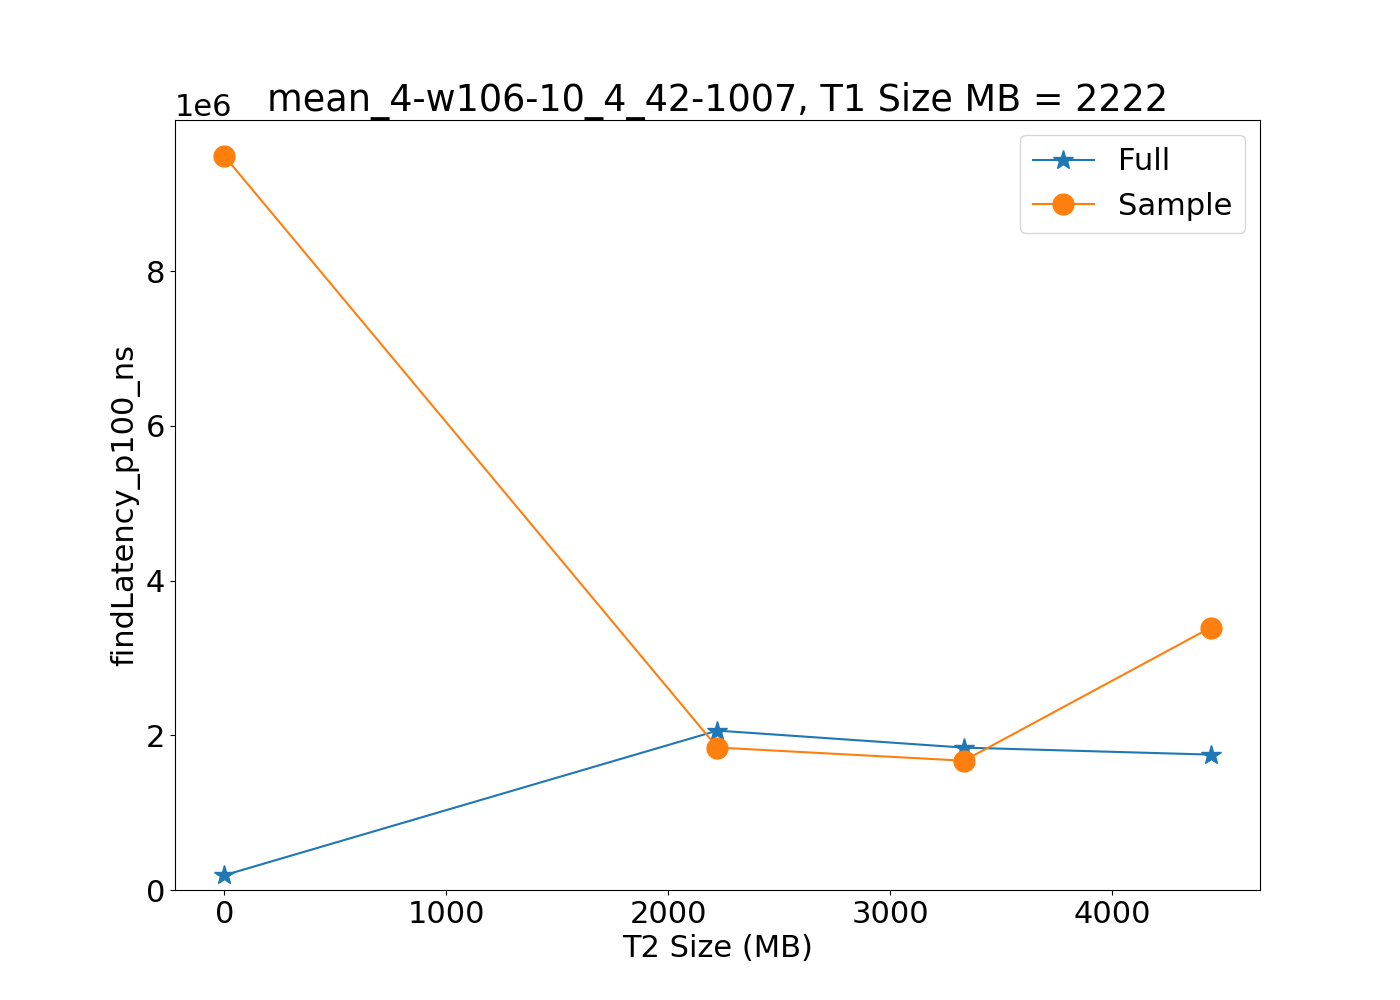 mean_4-w106-10_4_42-1007, T1 Size MB = 2222
1e6
Full
Sample
8
6
4
2
0
findLatency_p100_ns
0 1000 2000 3000 4000
T2 Size (MB)